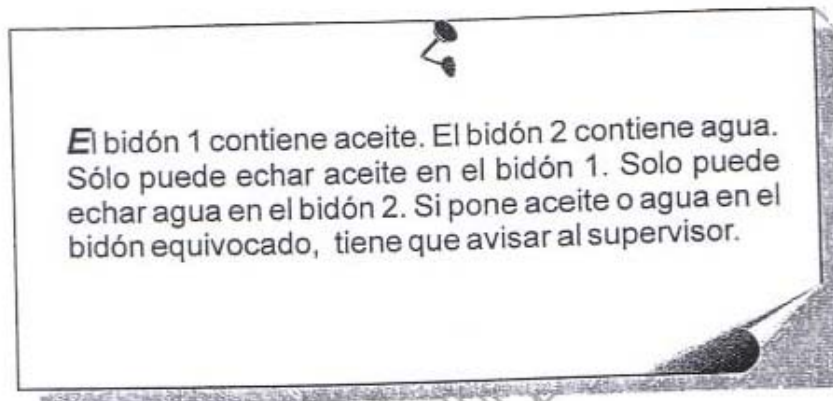 El bidón 1 contiene aceite. El bidón 2 contiene agua.
Sólo puede echar aceite en el bidón 1. Solo puede
echar agua en el bidón 2. Si pone aceite o agua en el
bidón equivocado, tiene que avisar al supervisor.